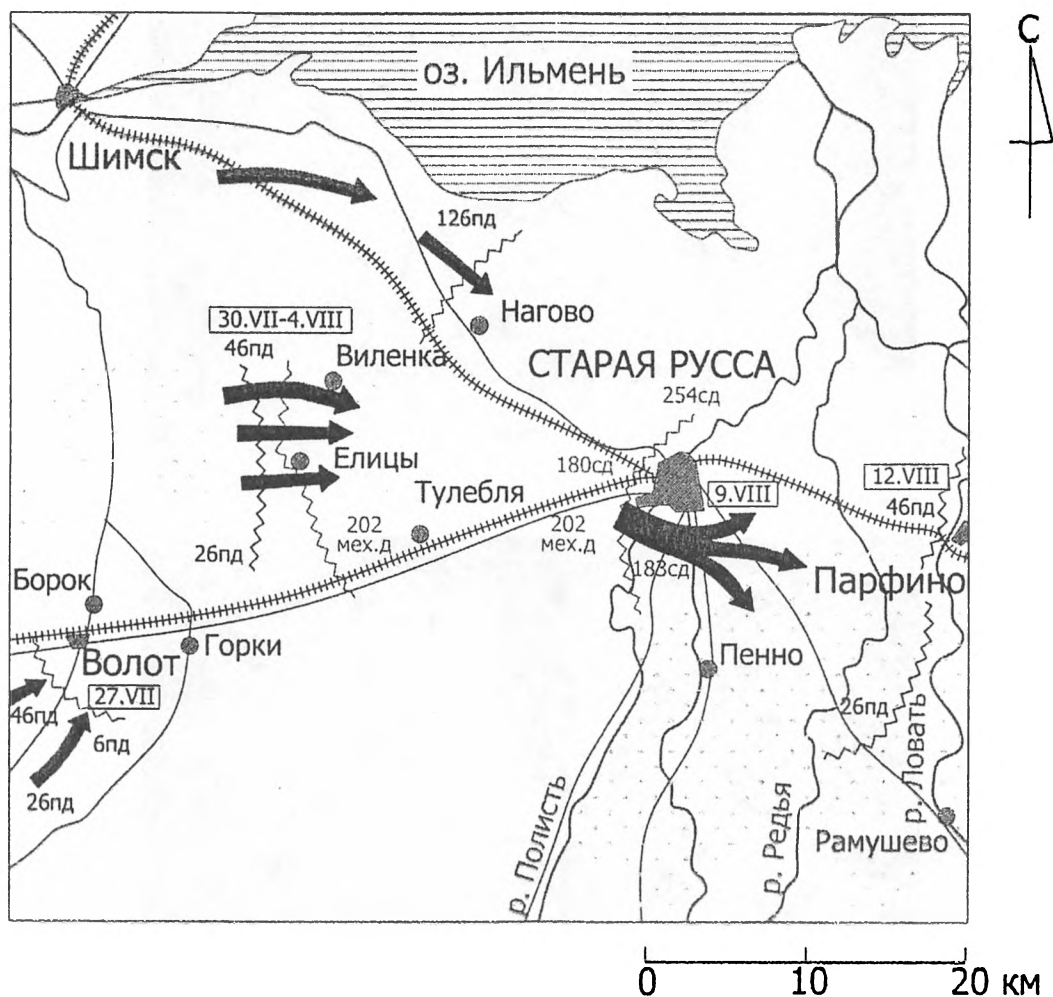 С
оз. Ильмень
Шимск
126пд
Нагово
30.VII-4.VIII
46пд
Виленка
СТАРАЯ РУССА
254сд
Елицы
180сд
9.VIII
12.VIII
46пд
Тулебля
202
мех.д
202
мех.д
26пд
183сд
Парфино
Борок
Волот
Горки
Пенно
27.VII
46пд
6пд
26пд
26пд
р. Полисть
р. Редья
р. Ловать
Рамушево
0 10 20 км